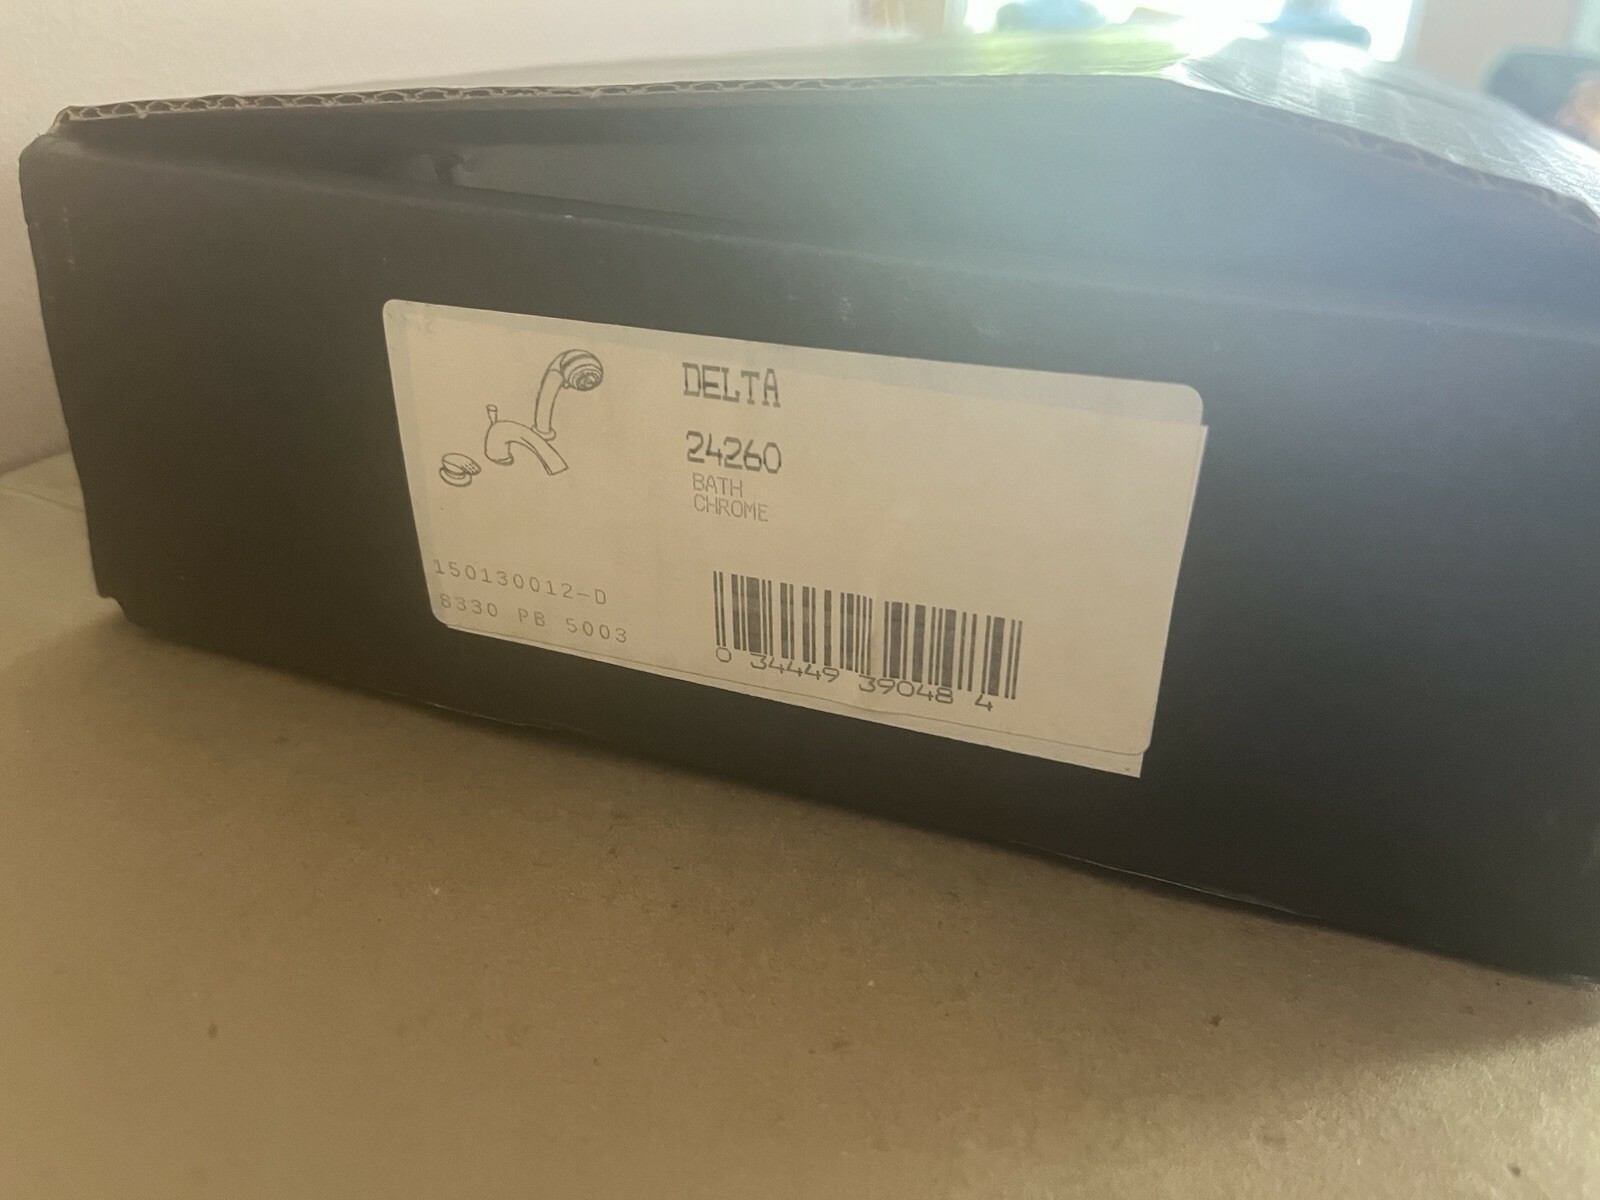 DELTA
24260
BATH
CHROME
150130012-D
8330 PB 5003
0 34449 39048 4